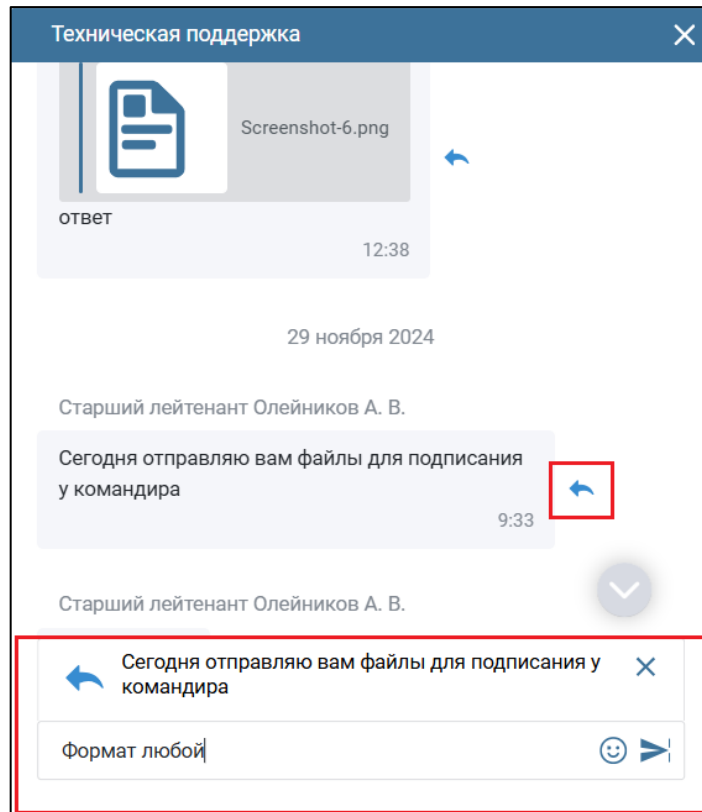 Техническая поддержка
Screenshot-6.png
ответ
12:38
29 ноября 2024
Старший лейтенант Олейников А. В.
Сегодня отправляю вам файлы для подписания
у командира
9:33
Старший лейтенант Олейников А. В.
Сегодня отправляю вам файлы для подписания у
командира
Формат любой